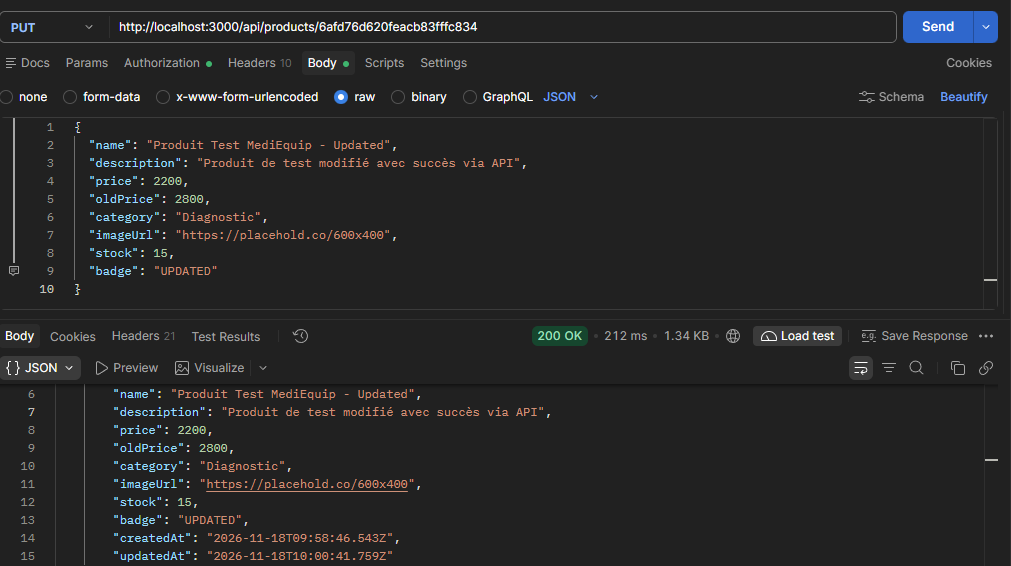 PUT http://localhost:3000/api/products/6afd76d620feacb83fffc834 Send
Docs Params Authorization Headers 10 Body Scripts Settings Cookies
none form-data x-www-form-urlencoded raw binary GraphQL JSON Schema Beautify
1 {
2 "name": "Produit Test MediEquip - Updated",
3 "description": "Produit de test modifié avec succès via API",
4 "price": 2200,
5 "oldPrice": 2800,
6 "category": "Diagnostic",
7 "imageUrl": "https://placehold.co/600x400",
8 "stock": 15,
9 "badge": "UPDATED"
10 }
Body Cookies Headers 21 Test Results 200 OK 212 ms 1.34 KB Load test e.g. Save Response
{} JSON Preview Visualize
6 "name": "Produit Test MediEquip - Updated",
7 "description": "Produit de test modifié avec succès via API",
8 "price": 2200,
9 "oldPrice": 2800,
10 "category": "Diagnostic",
11 "imageUrl": "https://placehold.co/600x400",
12 "stock": 15,
13 "badge": "UPDATED",
14 "createdAt": "2026-11-18T09:58:46.543Z",
15 "updatedAt": "2026-11-18T10:00:41.759Z"